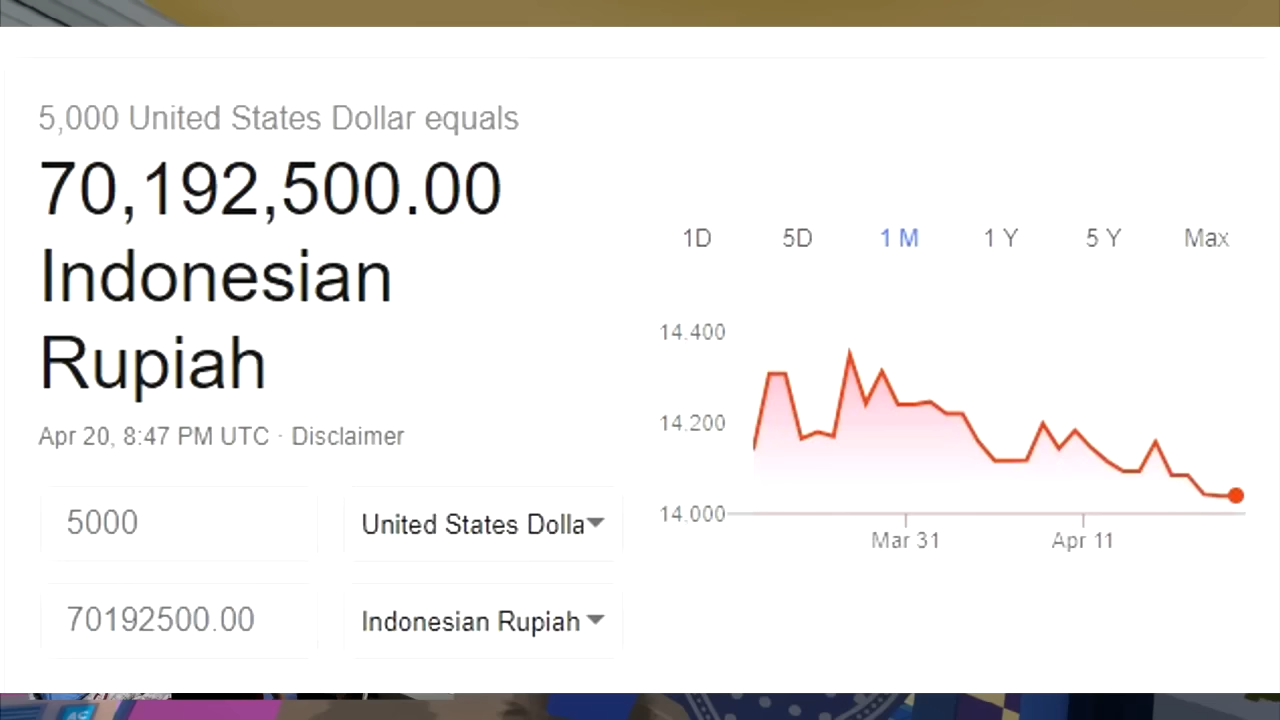 5,000 United States Dollar equals
70,192,500.00
Indonesian
Rupiah
Apr 20, 8:47 PM UTC · Disclaimer
5000
United States Dolla
70192500.00
Indonesian Rupiah
1D 5D 1 M 1 Y 5 Y Max
14.400
14.200
14.000
Mar 31 Apr 11